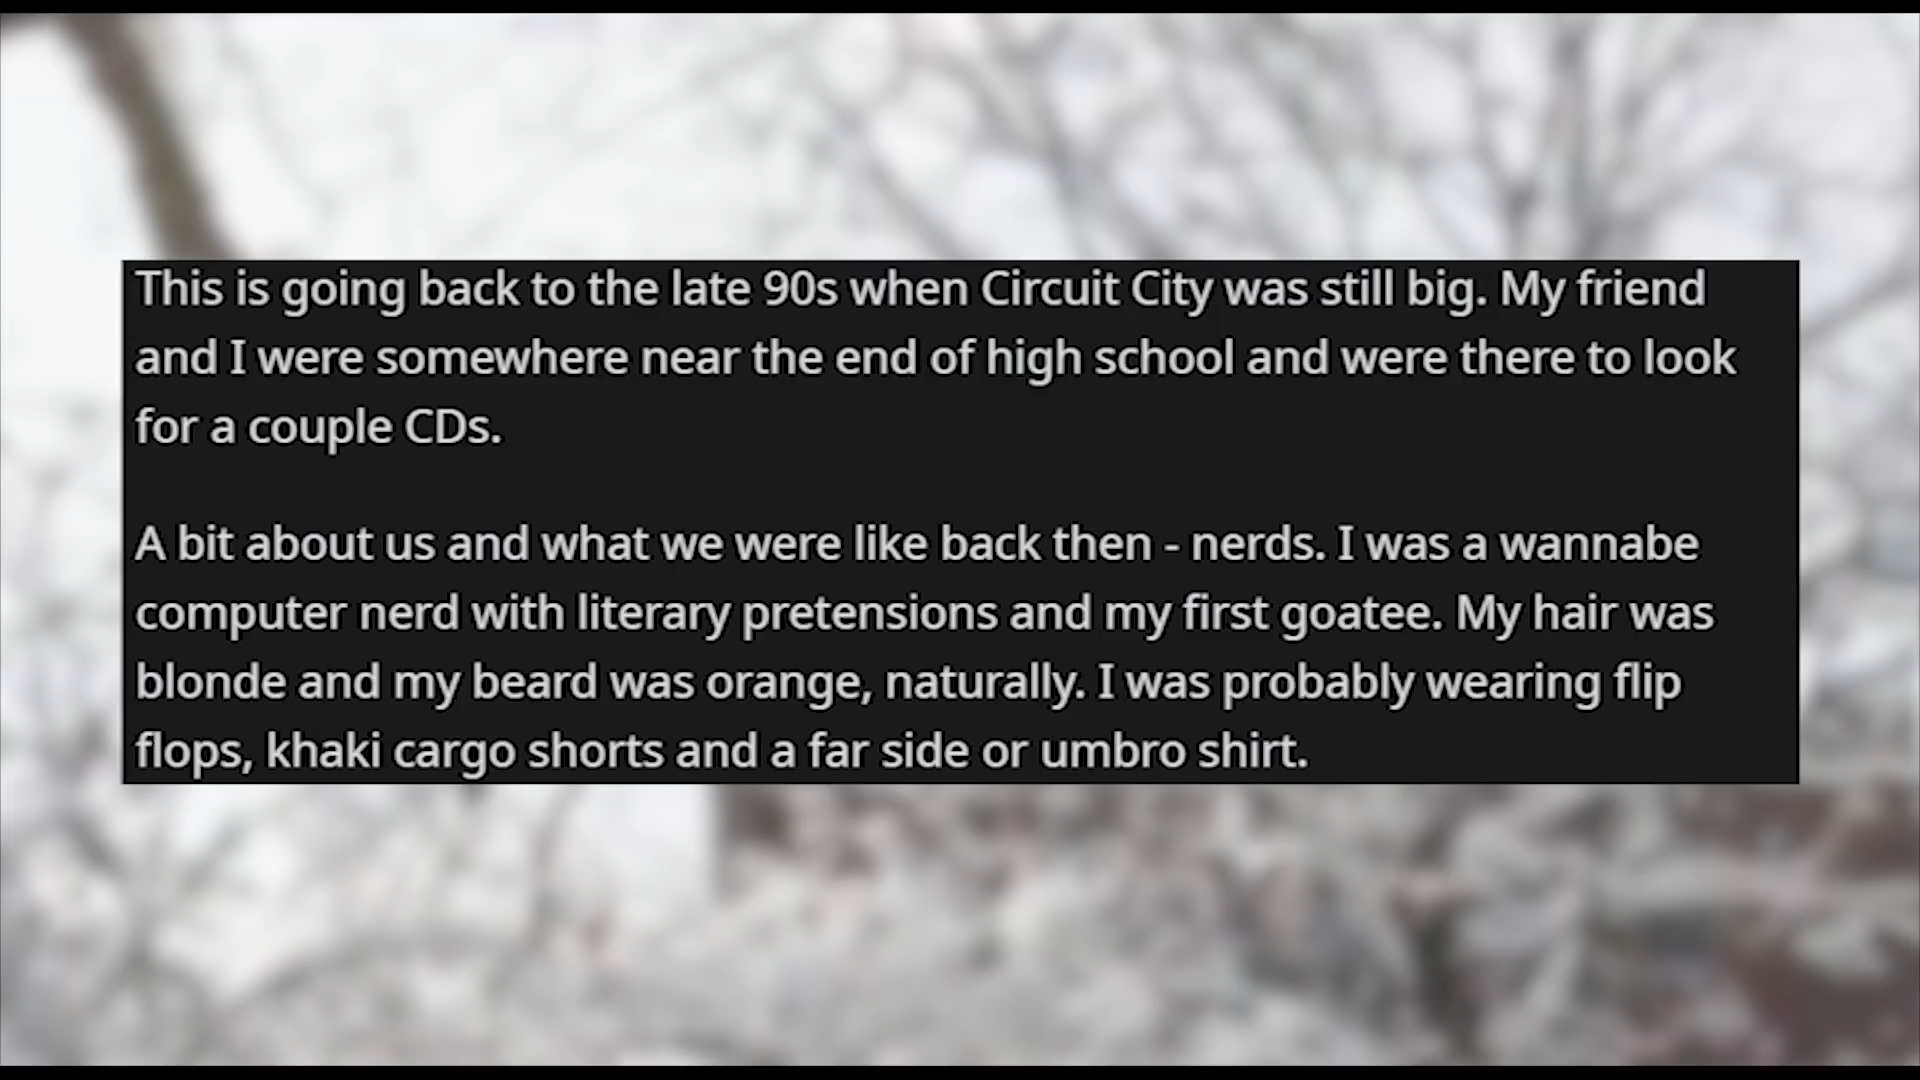 This is going back to the late 90s when Circuit City was still big. My friend
and I were somewhere near the end of high school and were there to look
for a couple CDs.
A bit about us and what we were like back then - nerds. I was a wannabe
computer nerd with literary pretensions and my first goatee. My hair was
blonde and my beard was orange, naturally. I was probably wearing flip
flops, khaki cargo shorts and a far side or umbro shirt.